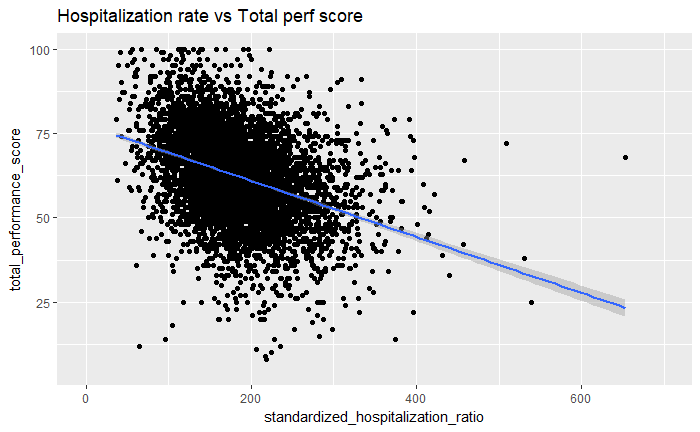 Hospitalization rate vs Total perf score
total_performance_score
100
75
50
25
0
200
400
600
standardized_hospitalization_ratio